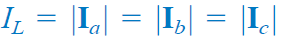 I_L = |I_a| = |I_b| = |I_c|